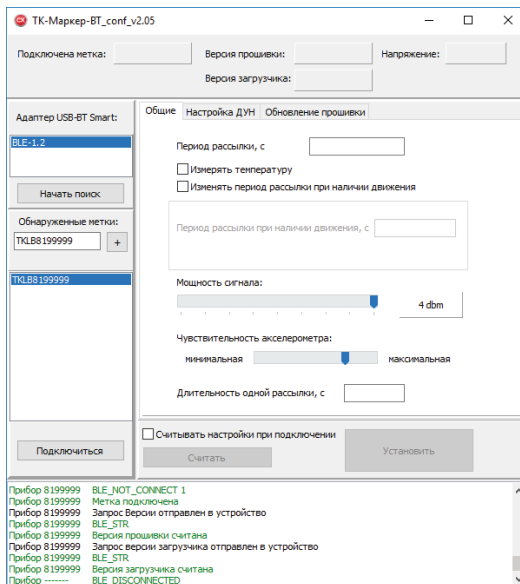 ТК-Маркер-BT_conf_v2.05
Подключена метка:
Версия прошивки:
Напряжение:
Версия загрузчика:
Адаптер USB-BT Smart:
BLE-1.2
Начать поиск
Обнаруженные метки:
TKLB8199999
+
TKLB8199999
Подключиться
Общие
Настройка ДУН
Обновление прошивки
Период рассылки, с
Измерять температуру
Изменять период рассылки при наличии движения
Период рассылки при наличии движения, с
Мощность сигнала:
4 dbm
Чувствительность акселерометра:
минимальная
максимальная
Длительность одной рассылки, с
Считывать настройки при подключении
Считать
Установить
Прибор 8199999 BLE_NOT_CONNECT 1
Прибор 8199999 Метка подключена
Прибор 8199999 Запрос Версии отправлен в устройство
Прибор 8199999 BLE_STR
Прибор 8199999 Версия прошивки считана
Прибор 8199999 Запрос версии загрузчика отправлен в устройство
Прибор 8199999 BLE_STR
Прибор 8199999 Версия загрузчика считана
Прибор ------- BLE_DISCONNECTED